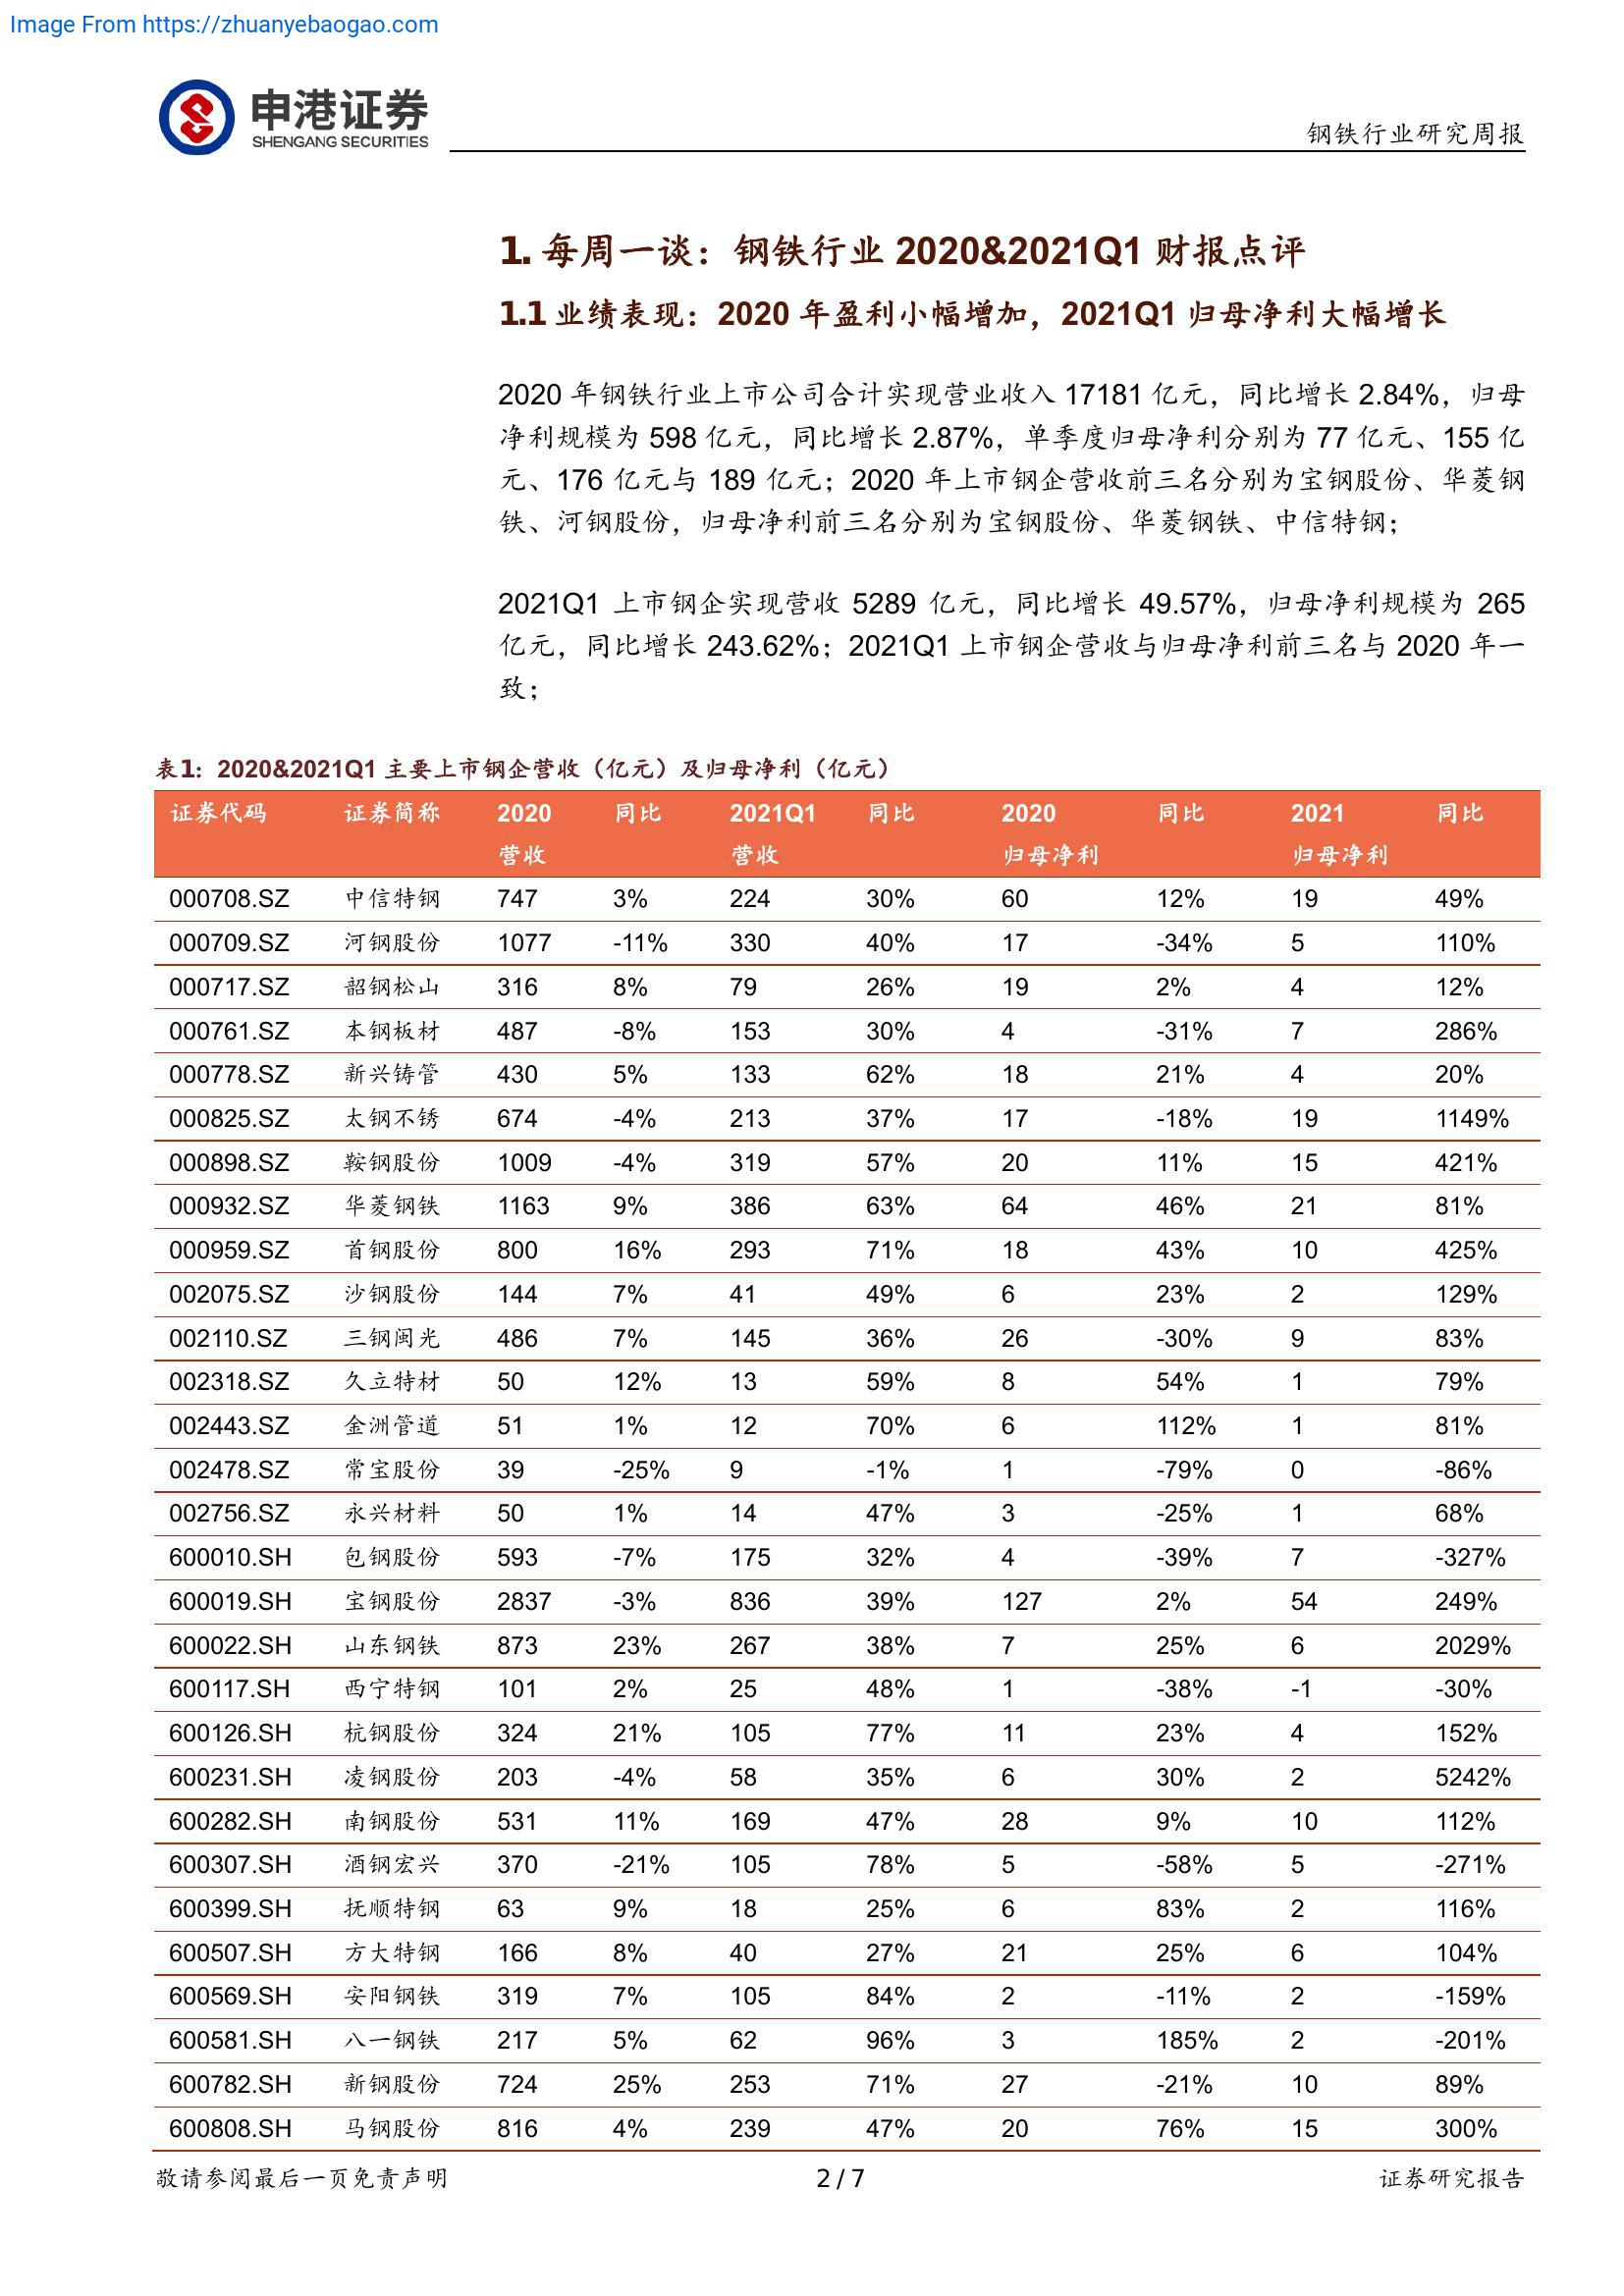 Image From https://zhuanyebaogao.com
申港证券
SHENGANG SECURITIES
钢铁行业研究周报
1. 每周一谈：钢铁行业 2020&2021Q1 财报点评
1.1 业绩表现：2020 年盈利小幅增加，2021Q1 归母净利大幅增长
2020 年钢铁行业上市公司合计实现营业收入 17181 亿元，同比增长 2.84%，归母
净利规模为 598 亿元，同比增长 2.87%，单季度归母净利分别为 77 亿元、155 亿
元、176 亿元与 189 亿元；2020 年上市钢企营收前三名分别为宝钢股份、华菱钢
铁、河钢股份，归母净利前三名分别为宝钢股份、华菱钢铁、中信特钢；
2021Q1 上市钢企实现营收 5289 亿元，同比增长 49.57%，归母净利规模为 265
亿元，同比增长 243.62%；2021Q1 上市钢企营收与归母净利前三名与 2020 年一
致；
表1：2020&2021Q1 主要上市钢企营收（亿元）及归母净利（亿元）
证券代码 证券简称 2020 同比 2021Q1 同比 2020 同比 2021 同比
营收 营收 归母净利 归母净利
000708.SZ 中信特钢 747 3% 224 30% 60 12% 19 49%
000709.SZ 河钢股份 1077 -11% 330 40% 17 -34% 5 110%
000717.SZ 韶钢松山 316 8% 79 26% 19 2% 4 12%
000761.SZ 本钢板材 487 -8% 153 30% 4 -31% 7 286%
000778.SZ 新兴铸管 430 5% 133 62% 18 21% 4 20%
000825.SZ 太钢不锈 674 -4% 213 37% 17 -18% 19 1149%
000898.SZ 鞍钢股份 1009 -4% 319 57% 20 11% 15 421%
000932.SZ 华菱钢铁 1163 9% 386 63% 64 46% 21 81%
000959.SZ 首钢股份 800 16% 293 71% 18 43% 10 425%
002075.SZ 沙钢股份 144 7% 41 49% 6 23% 2 129%
002110.SZ 三钢闽光 486 7% 145 36% 26 -30% 9 83%
002318.SZ 久立特材 50 12% 13 59% 8 54% 1 79%
002443.SZ 金洲管道 51 1% 12 70% 6 112% 1 81%
002478.SZ 常宝股份 39 -25% 9 -1% 1 -79% 0 -86%
002756.SZ 永兴材料 50 1% 14 47% 3 -25% 1 68%
600010.SH 包钢股份 593 -7% 175 32% 4 -39% 7 -327%
600019.SH 宝钢股份 2837 -3% 836 39% 127 2% 54 249%
600022.SH 山东钢铁 873 23% 267 38% 7 25% 6 2029%
600117.SH 西宁特钢 101 2% 25 48% 1 -38% -1 -30%
600126.SH 杭钢股份 324 21% 105 77% 11 23% 4 152%
600231.SH 凌钢股份 203 -4% 58 35% 6 30% 2 5242%
600282.SH 南钢股份 531 11% 169 47% 28 9% 10 112%
600307.SH 酒钢宏兴 370 -21% 105 78% 5 -58% 5 -271%
600399.SH 抚顺特钢 63 9% 18 25% 6 83% 2 116%
600507.SH 方大特钢 166 8% 40 27% 21 25% 6 104%
600569.SH 安阳钢铁 319 7% 105 84% 2 -11% 2 -159%
600581.SH 八一钢铁 217 5% 62 96% 3 185% 2 -201%
600782.SH 新钢股份 724 25% 253 71% 27 -21% 10 89%
600808.SH 马钢股份 816 4% 239 47% 20 76% 15 300%
敬请参阅最后一页免责声明 2 / 7 证券研究报告